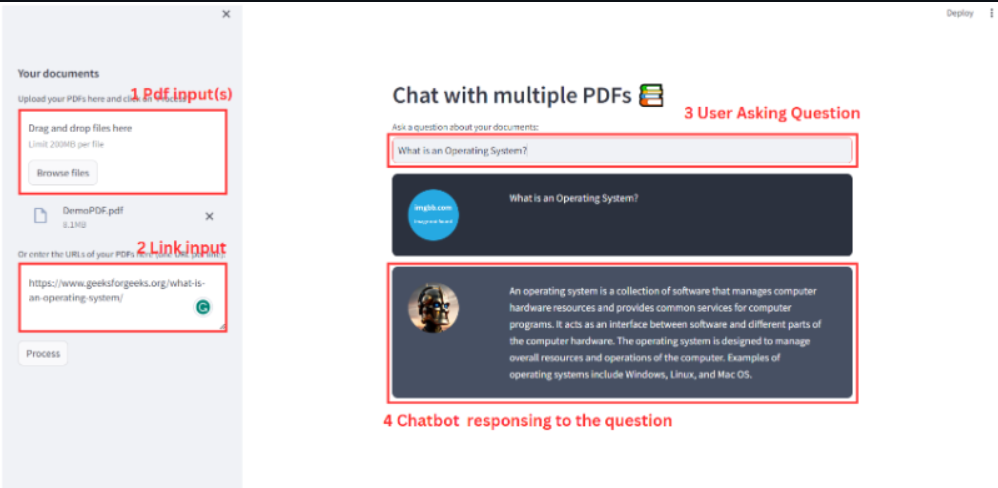 Deploy
Your documents
1 Pdf input(s)
Upload your PDFs here and click on 'Process'
Drag and drop files here
Limit 200MB per file
Browse files
DemoPDF.pdf
8.1MB
2 Link input
Or enter the URLs of your PDFs here (one URL per line):
https://www.geeksforgeeks.org/what-is-
an-operating-system/
Process
Chat with multiple PDFs
3 User Asking Question
Ask a question about your documents:
What is an Operating System?
imgbb.com
What is an Operating System?
An operating system is a collection of software that manages computer
hardware resources and provides common services for computer
programs. It acts as an interface between software and different parts of
the computer hardware. The operating system is designed to manage
overall resources and operations of the computer. Examples of
operating systems include Windows, Linux, and Mac OS.
4 Chatbot responsing to the question